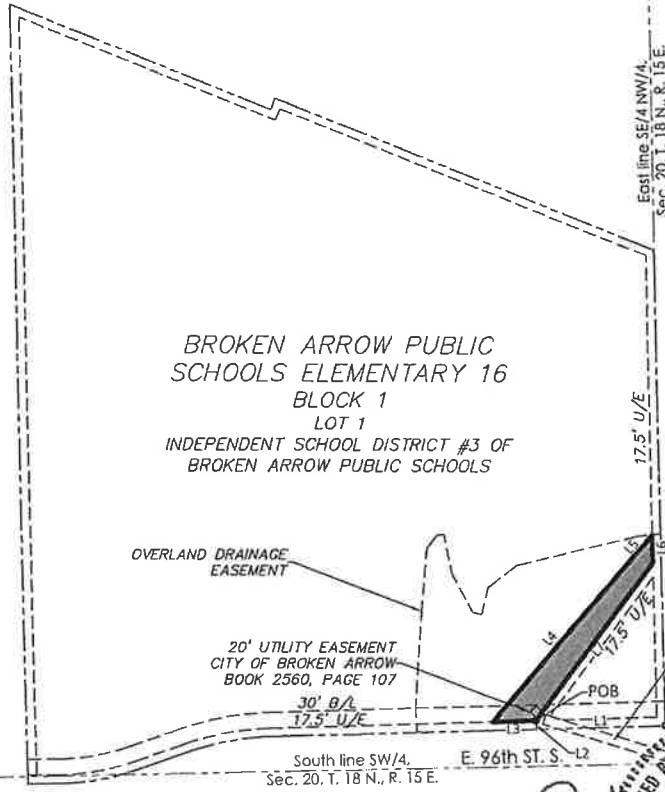 East line SE/4 NW/4,
Sec. 20, T. 18 N., R. 15 E.
BROKEN ARROW PUBLIC
SCHOOLS ELEMENTARY 16
BLOCK 1
LOT 1
INDEPENDENT SCHOOL DISTRICT #3 OF
BROKEN ARROW PUBLIC SCHOOLS
17.5' U/E
OVERLAND DRAINAGE
EASEMENT
L5
L6
L4
17.5' U/E
20' UTILITY EASEMENT
CITY OF BROKEN ARROW
BOOK 2560, PAGE 107
POB
30' B/L
17.5' U/E
L1
L3
L2
South line SW/4,
Sec. 20, T. 18 N., R. 15 E.
E. 96th ST. S.